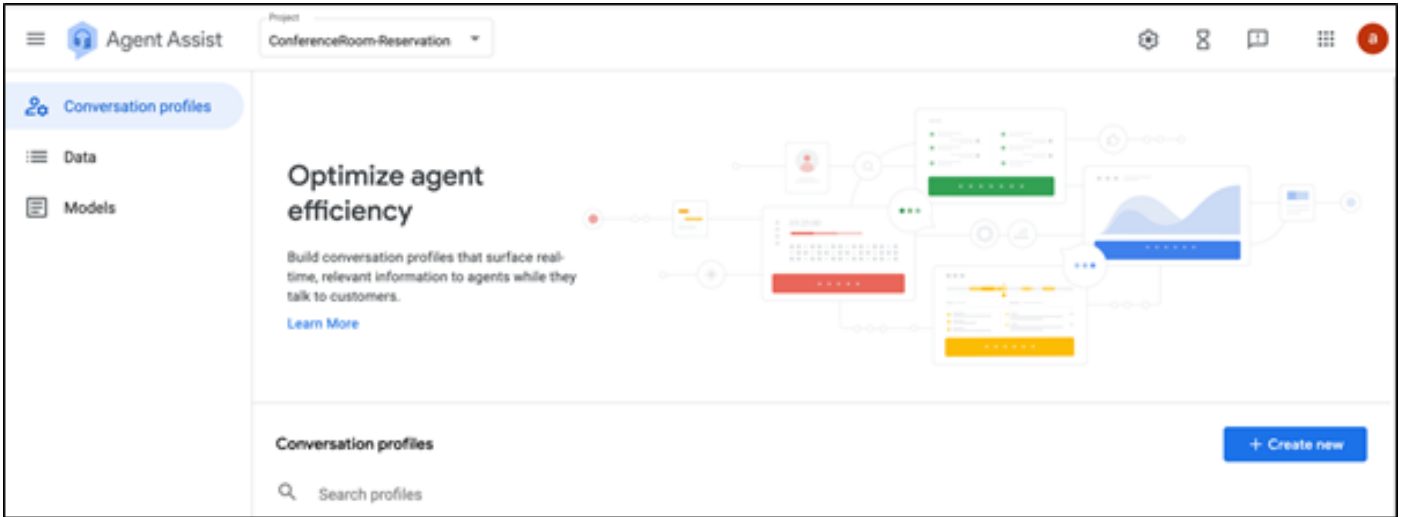 Project
Agent Assist
ConferenceRoom-Reservation
a
Conversation profiles
Data
Models
Optimize agent
efficiency
Build conversation profiles that surface real-
time, relevant information to agents while they
talk to customers.
Learn More
Conversation profiles
+ Create new
Search profiles